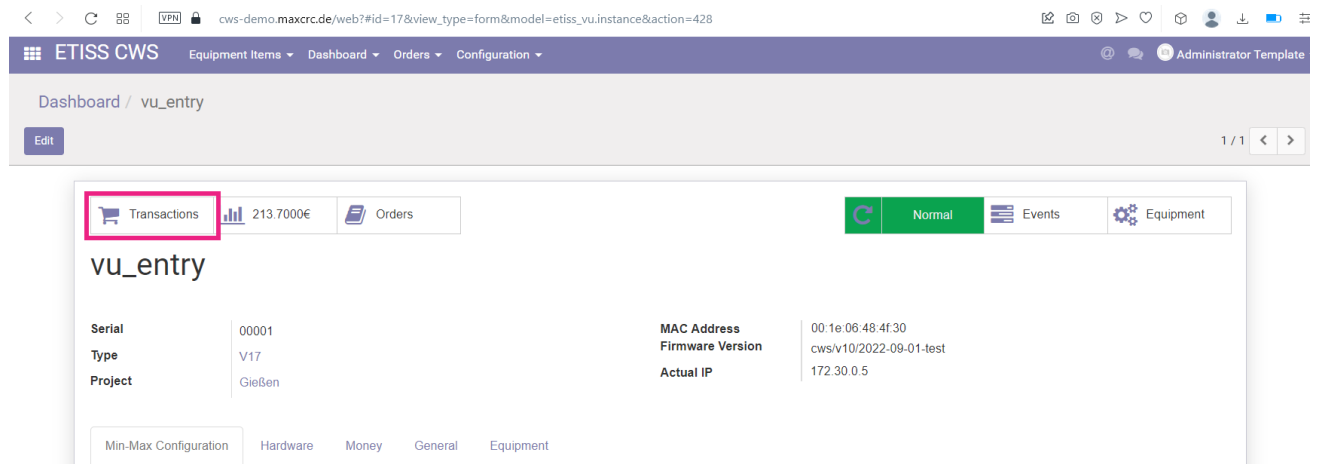 VPN cws-demo.maxcrc.de/web?#id=17&view_type=form&model=etiss_vu.instance&action=428
ETISS CWS Equipment Items Dashboard Orders Configuration @ Administrator Template
Dashboard / vu_entry
Edit 1 / 1
Transactions 213.7000€ Orders Normal Events Equipment
vu_entry
Serial 00001 MAC Address 00:1e:06:48:4f:30
Type V17 Firmware Version cws/v10/2022-09-01-test
Project Gießen Actual IP 172.30.0.5
Min-Max Configuration Hardware Money General Equipment